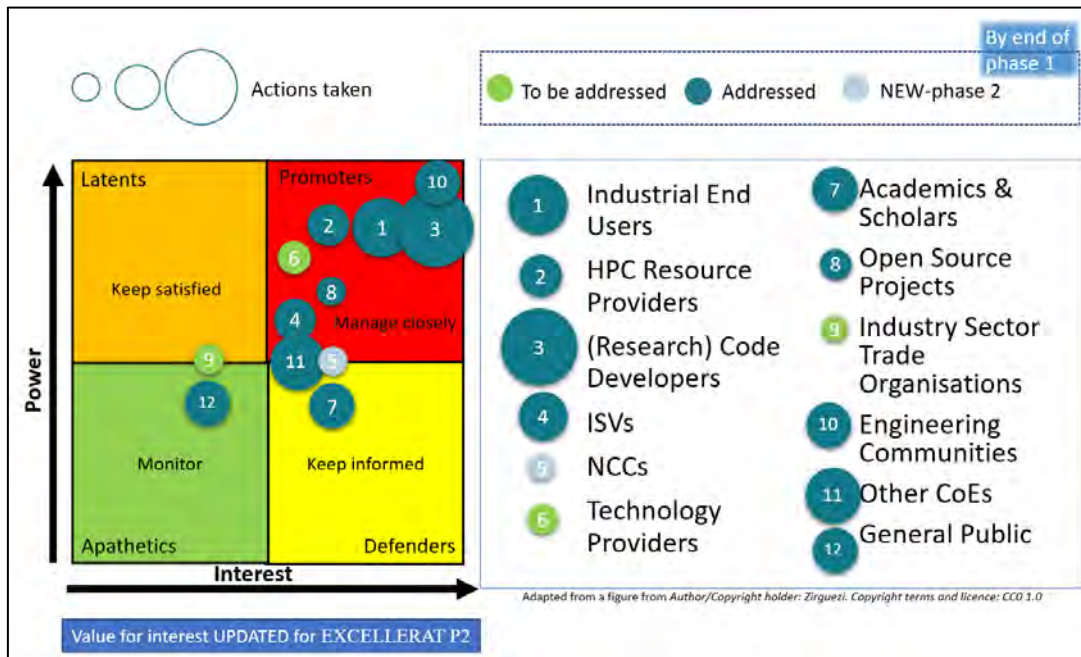 By end of
phase 1
Actions taken
To be addressed
Addressed
NEW-phase 2
Latents
Promoters
10
2
1
3
6
Keep satisfied
8
4
Manage closely
9
11
5
12
7
Monitor
Keep informed
Apathetics
Defenders
Power
Interest
1
Industrial End
Users
2
HPC Resource
Providers
3
(Research) Code
Developers
4
ISVs
5
NCCs
6
Technology
Providers
7
Academics &
Scholars
8
Open Source
Projects
9
Industry Sector
Trade
Organisations
10
Engineering
Communities
11
Other CoEs
12
General Public
Adapted from a figure from Author/Copyright holder: Zirguezi. Copyright terms and licence: CC0 1.0
Value for interest UPDATED for EXCELLERAT P2